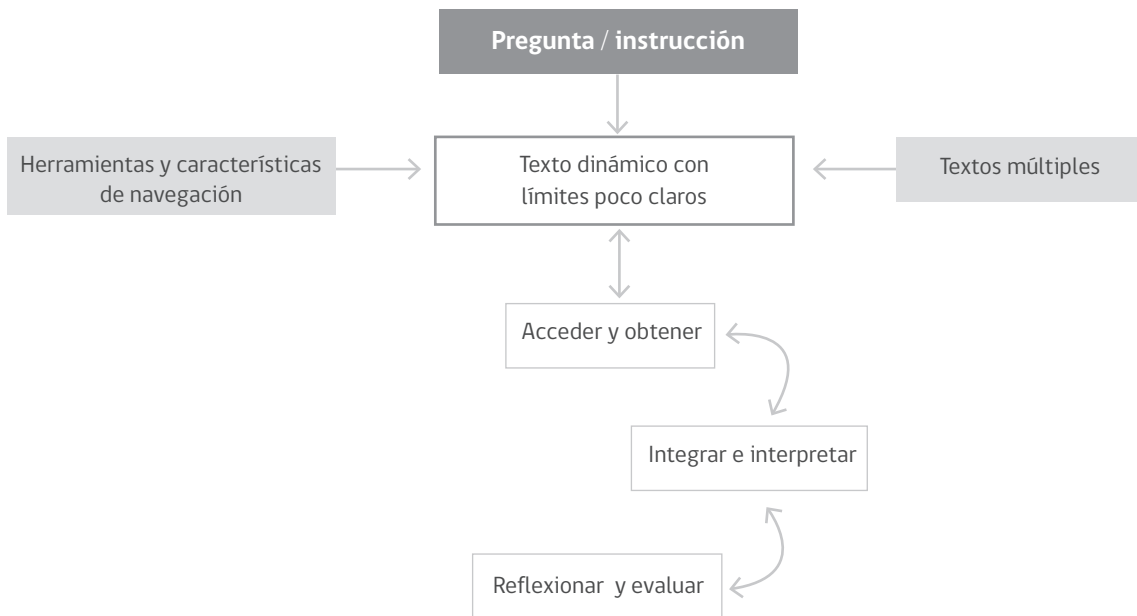 Pregunta / instrucción
Herramientas y características
de navegación
Texto dinámico con
límites poco claros
Textos múltiples
Acceder y obtener
Integrar e interpretar
Reflexionar y evaluar